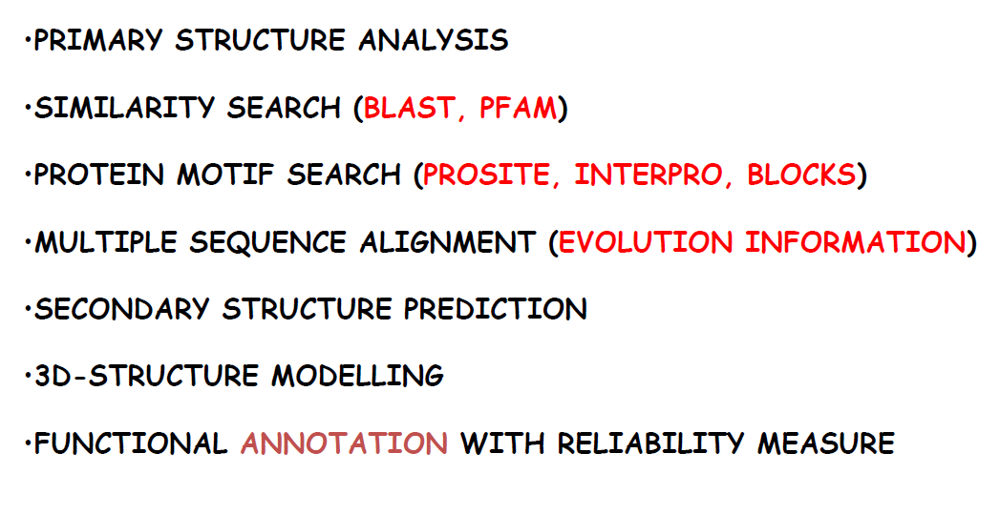 •PRIMARY STRUCTURE ANALYSIS
•SIMILARITY SEARCH (BLAST, PFAM)
•PROTEIN MOTIF SEARCH (PROSITE, INTERPRO, BLOCKS)
•MULTIPLE SEQUENCE ALIGNMENT (EVOLUTION INFORMATION)
•SECONDARY STRUCTURE PREDICTION
•3D-STRUCTURE MODELLING
•FUNCTIONAL ANNOTATION WITH RELIABILITY MEASURE